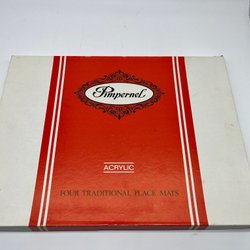 Pimpernel
ACRYLIC
FOUR TRADITIONAL PLACE MATS